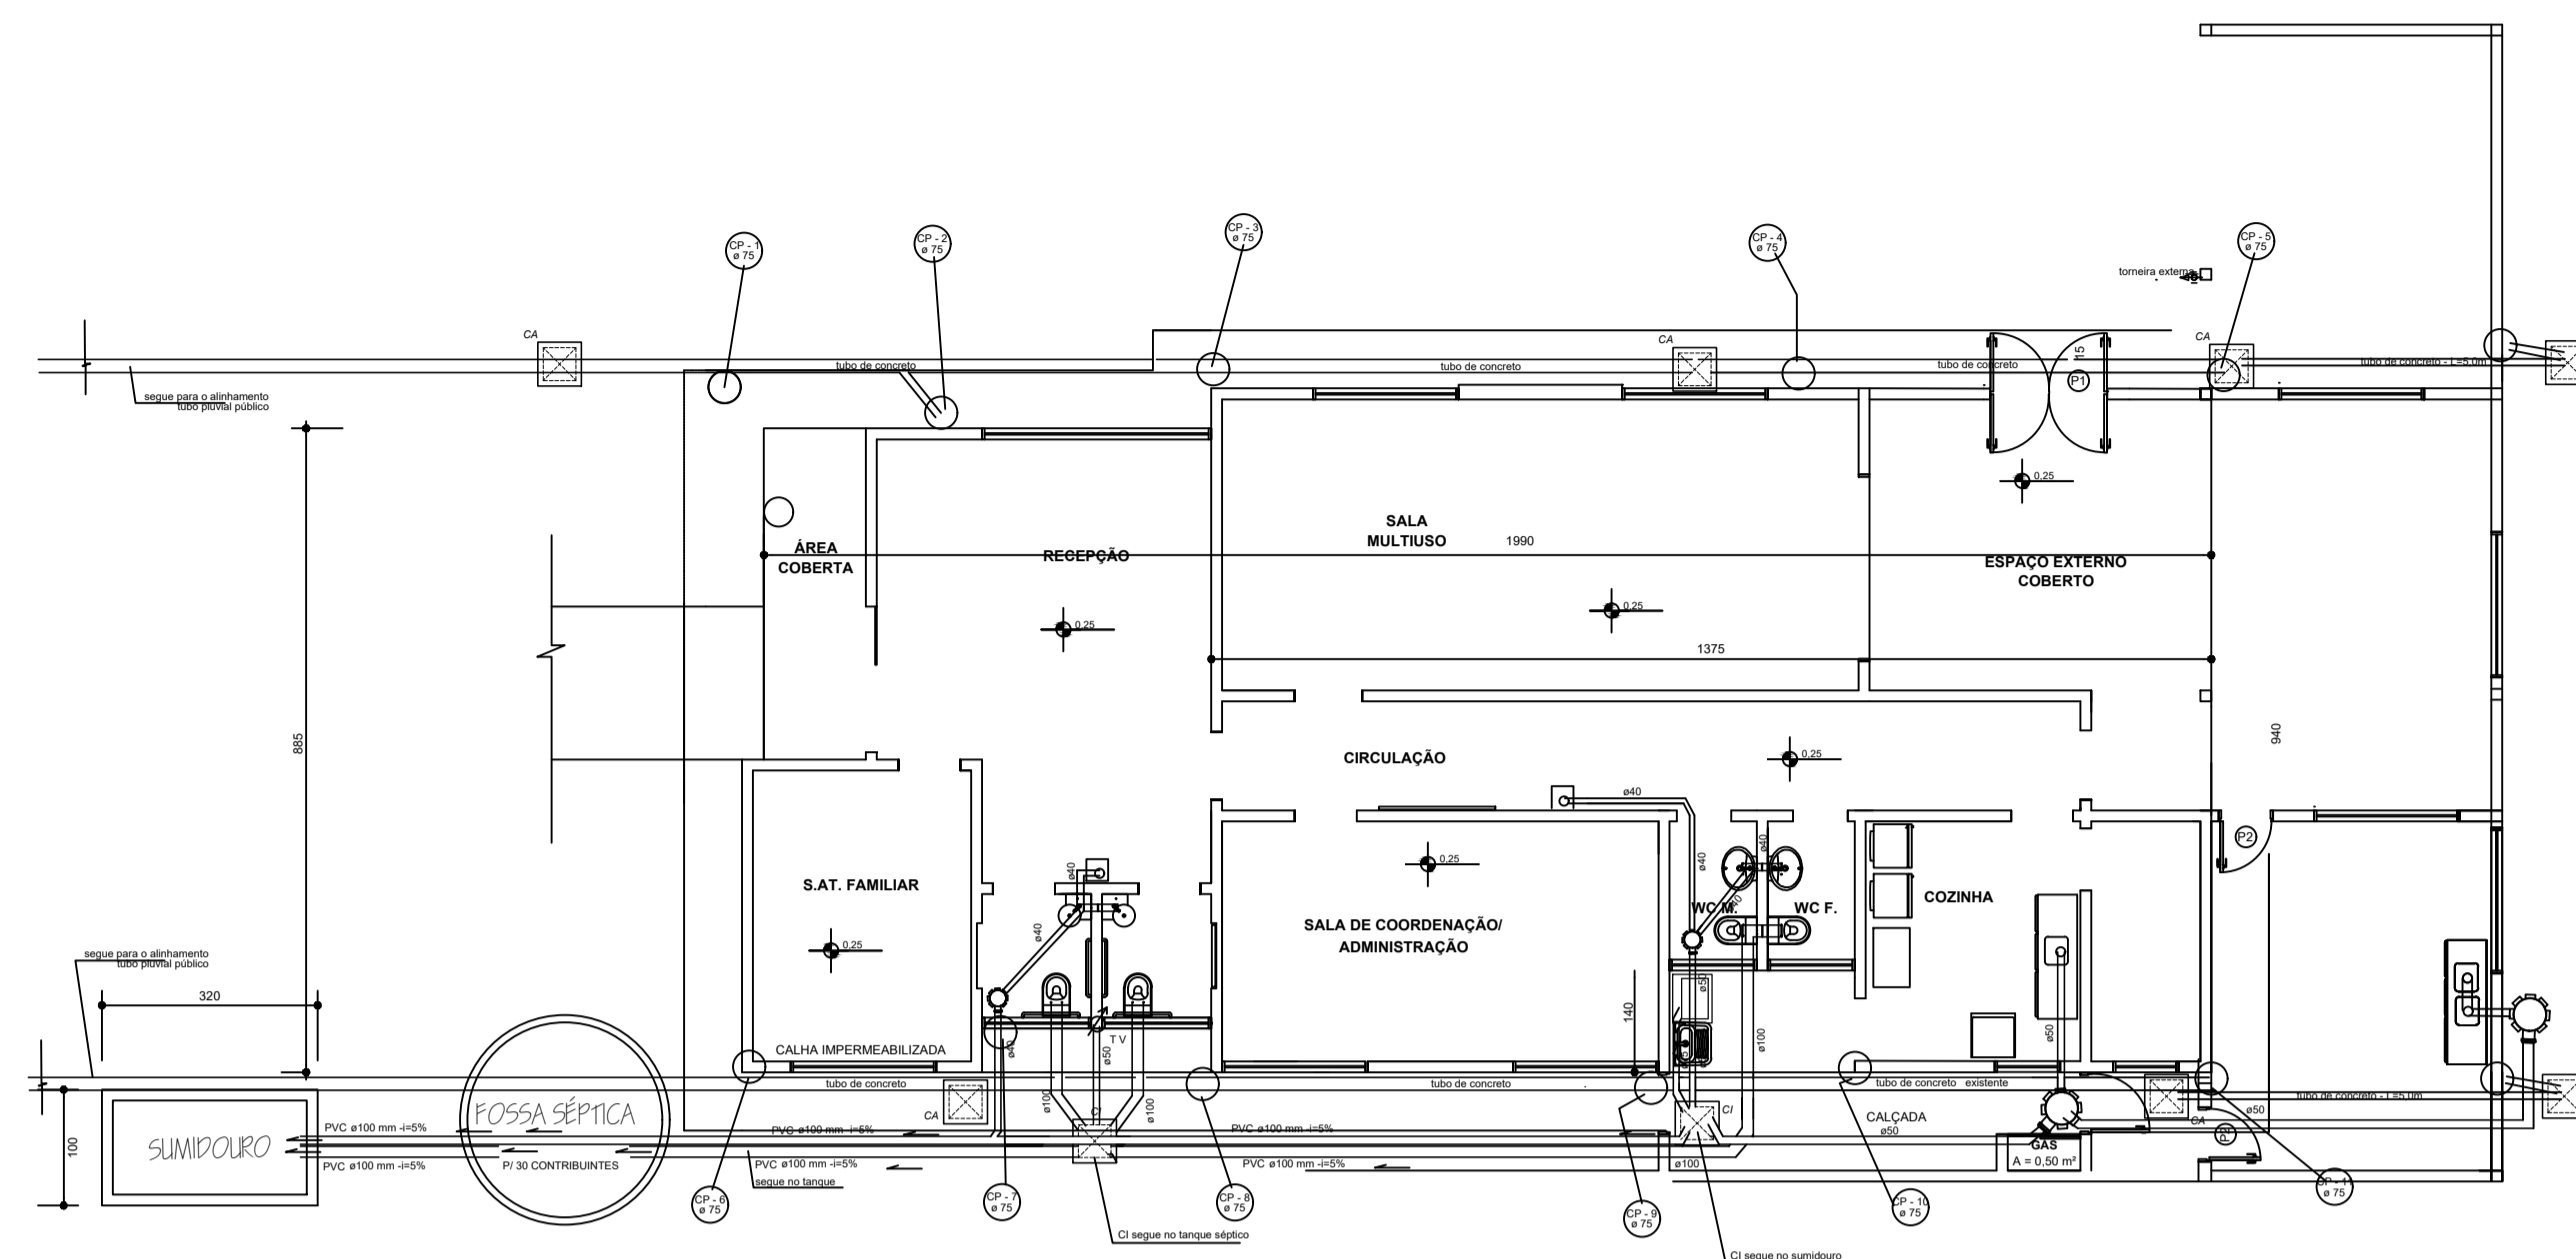 CP - 1
ø 75
CP - 2
ø 75
CP - 3
ø 75
CP - 4
ø 75
CP - 5
ø 75
torneira externa
CA
CA
CA
tubo de concreto
tubo de concreto
tubo de concreto
tubo de concreto - L=5,0m
segue para o alinhamento
tubo pluvial público
15
P1
0,25
SALA
MULTIUSO
1990
ÁREA
COBERTA
RECEPÇÃO
ESPAÇO EXTERNO
COBERTO
0,25
0,25
1375
885
940
CIRCULAÇÃO
0,25
ø40
ø40
ø40
P2
ø40
0,25
S.AT. FAMILIAR
SALA DE COORDENAÇÃO/
ADMINISTRAÇÃO
WC M.
WC F.
COZINHA
ø40
ø40
0,25
segue para o alinhamento
tubo pluvial público
320
ø50
140
ø50
ø100
T V
ø40
ø50
CALHA IMPERMEABILIZADA
tubo de concreto
tubo de concreto
tubo de concreto existente
tubo de concreto - L=5,0m
CA
CI
CI
CA
ø100
ø100
ø50
CALÇADA
ø50
FOSSA SÉPTICA
SUMIDOURO
100
PVC ø100 mm -i=5%
PVC ø100 mm -i=5%
PVC ø100 mm -i=5%
P2
GÁS
A = 0,50 m²
PVC ø100 mm -i=5%
P/ 30 CONTRIBUINTES
PVC ø100 mm -i=5%
PVC ø100 mm -i=5%
ø100
segue no tanque
CP - 6
ø 75
CP - 7
ø 75
CP - 8
ø 75
CP - 9
ø 75
CP - 10
ø 75
CP - 11
ø 75
CI segue no tanque séptico
CI segue no sumidouro